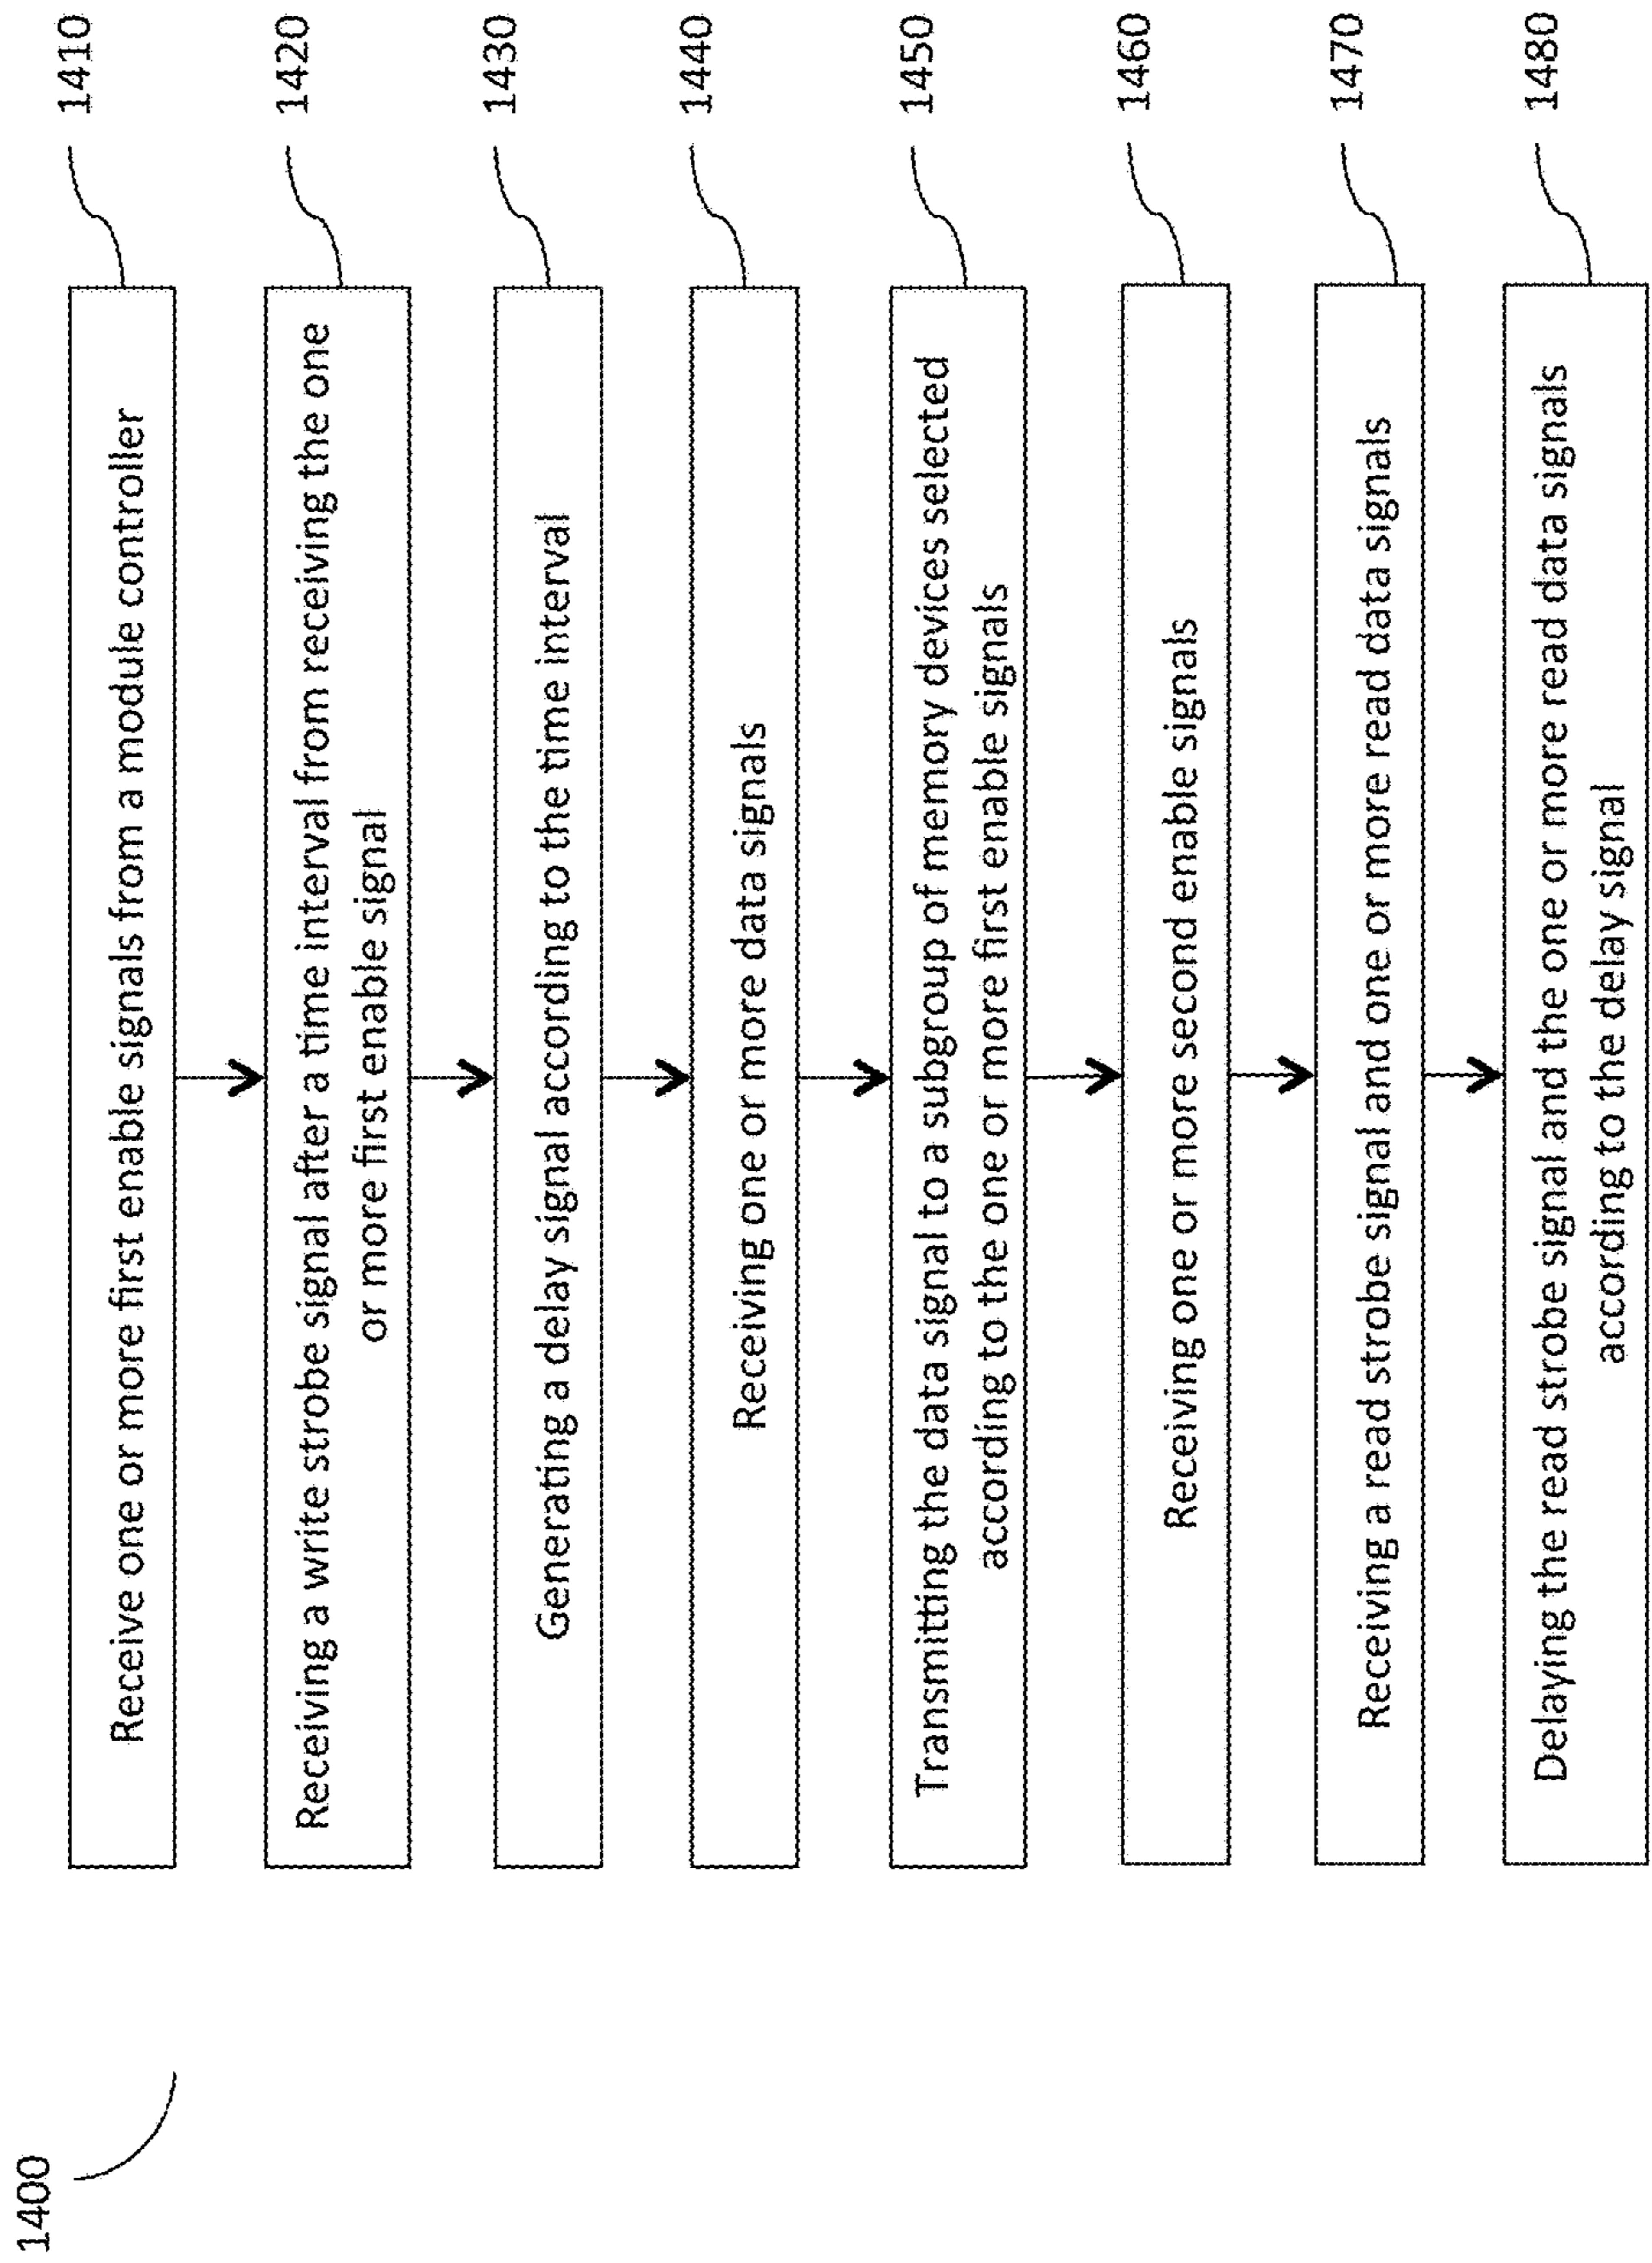 1400
Receive one or more first enable signals from a module controller
1410
Receiving a write strobe signal after a time interval from receiving the one
or more first enable signal
1420
Generating a delay signal according to the time interval
1430
Receiving one or more data signals
1440
Transmitting the data signal to a subgroup of memory devices selected
according to the one or more first enable signals
1450
Receiving one or more second enable signals
1460
Receiving a read strobe signal and one or more read data signals
1470
Delaying the read strobe signal and the one or more read data signals
according to the delay signal
1480